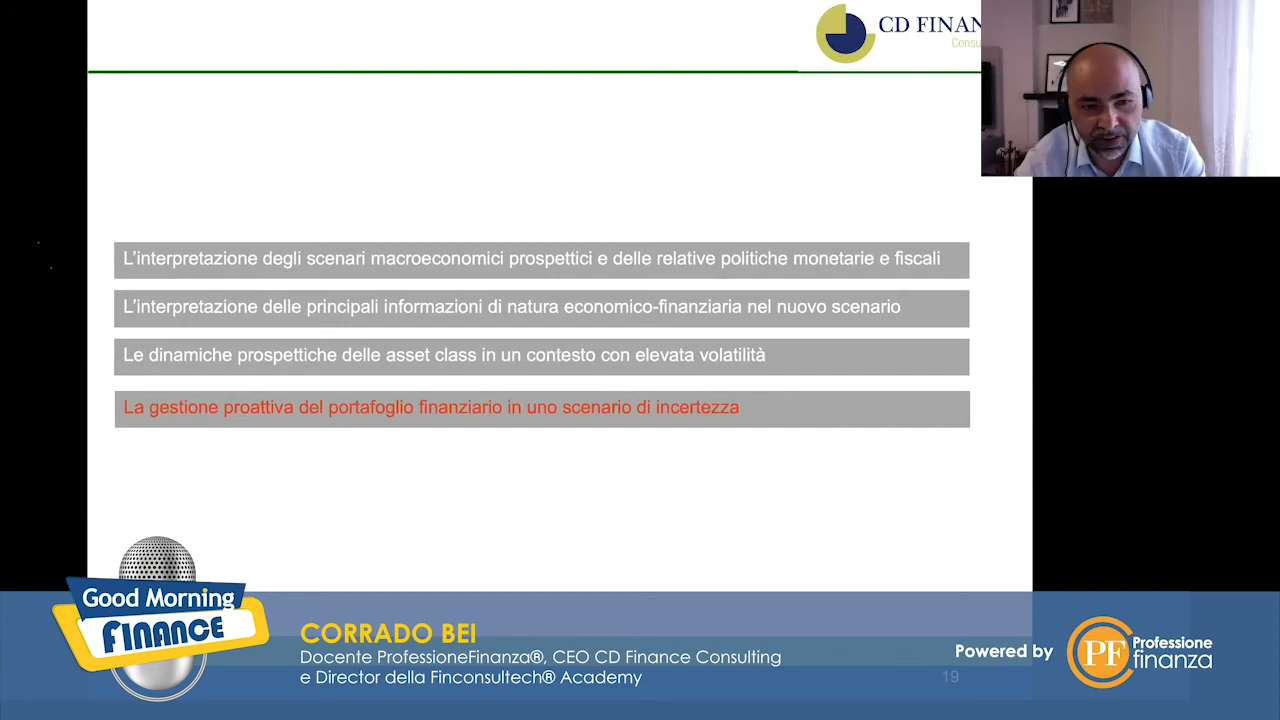 CD FINAN
Consu
L'interpretazione degli scenari macroeconomici prospettici e delle relative politiche monetarie e fiscali
L'interpretazione delle principali informazioni di natura economico-finanziaria nel nuovo scenario
Le dinamiche prospettiche delle asset class in un contesto con elevata volatilità
La gestione proattiva del portafoglio finanziario in uno scenario di incertezza
Good Morning
FINANCE
CORRADO BEI
Docente ProfessioneFinanza®, CEO CD Finance Consulting
e Director della Finconsultech® Academy
Powered by
PF
Professione
finanza
19